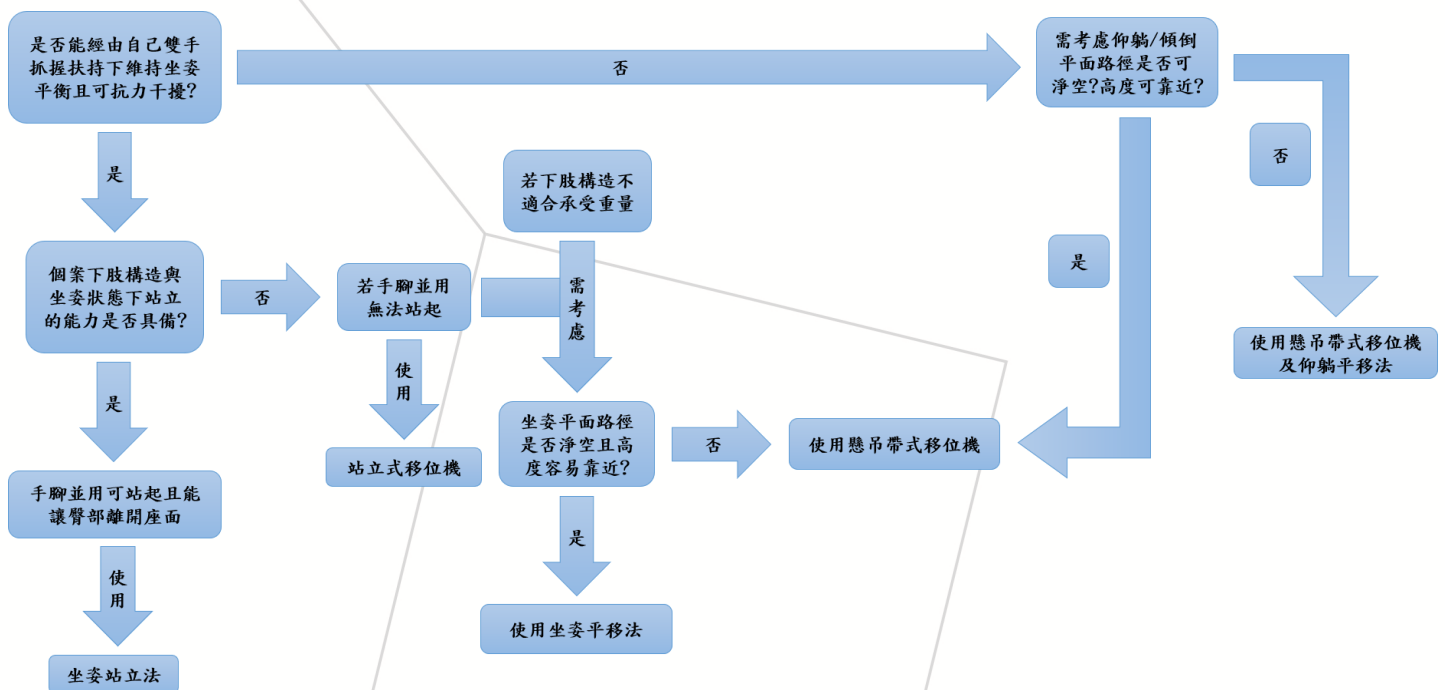 是否能經由自己雙手
抓握扶持下維持坐姿
平衡且可抗力干擾?
否
需考慮仰躺/傾倒
平面路徑是否可
淨空?高度可靠近?
是
否
若下肢構造不
適合承受重量
是
個案下肢構造與
坐姿狀態下站立
的能力是否具備?
否
若手腳並用
無法站起
需
考
慮
使用懸吊帶式移位機
及仰躺平移法
是
使
用
坐姿平面路徑
是否淨空且高
度容易靠近?
否
使用懸吊帶式移位機
站立式移位機
手腳並用可站起且能
讓臀部離開座面
是
使
用
使用坐姿平移法
坐姿站立法